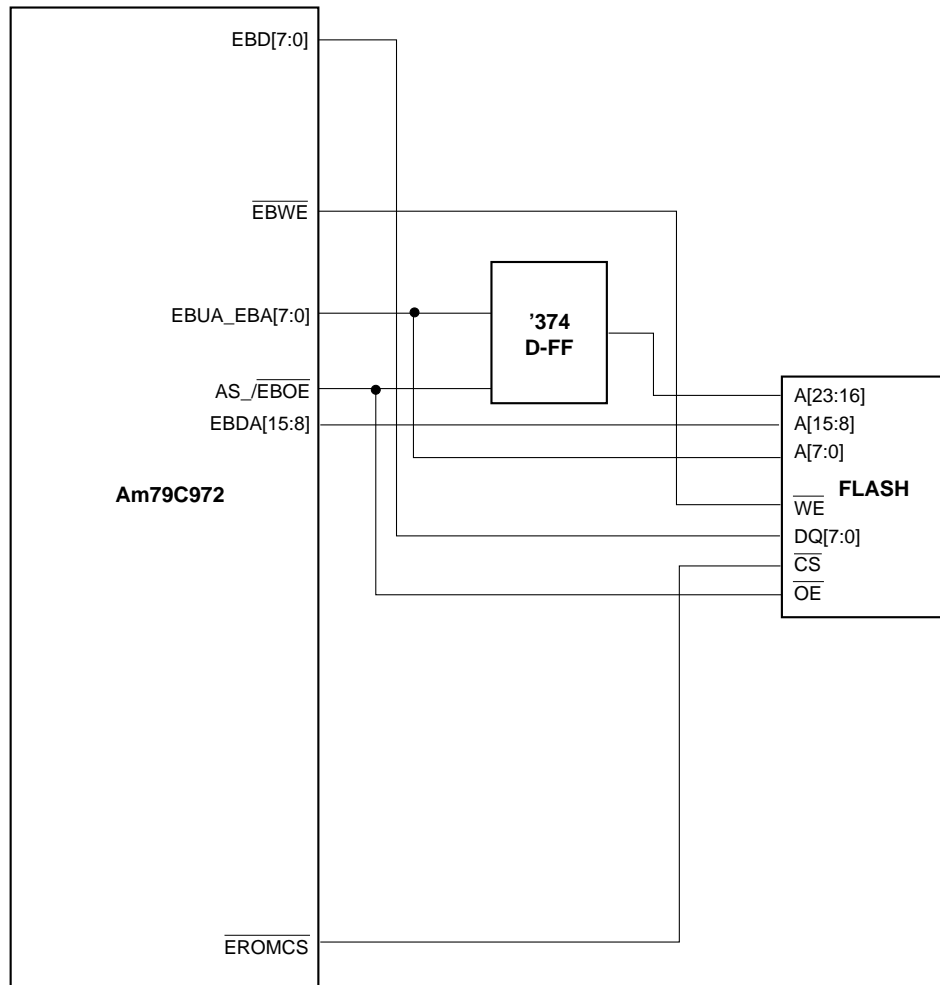 EBD[7:0]
EBWE
EBUA_EBA[7:0]
AS_/EBOE
EBDA[15:8]
Am79C972
EROMCS
’374
D-FF
A[23:16]
A[15:8]
A[7:0]
FLASH
WE
DQ[7:0]
CS
OE